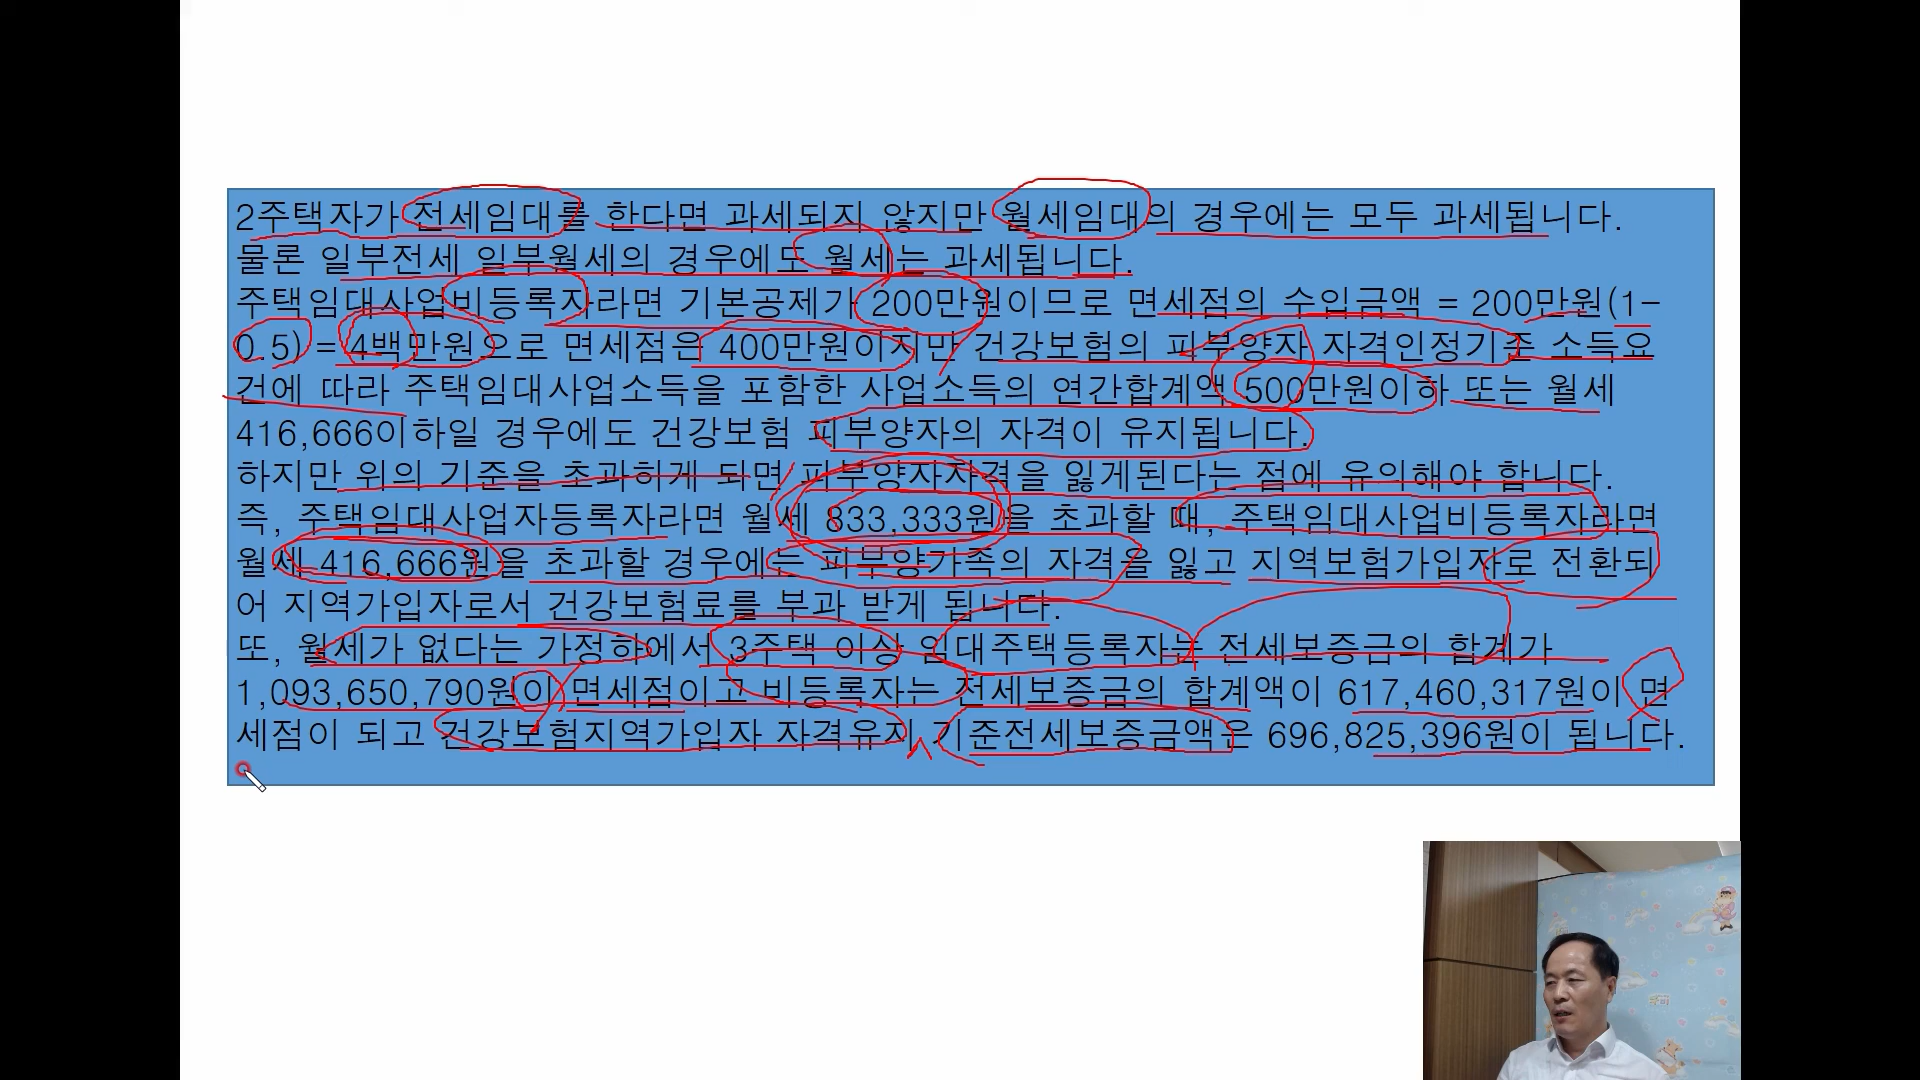 2주택자가 전세임대를 한다면 과세되지 않지만 월세임대의 경우에는 모두 과세됩니다.
물론 일부전세 일부월세의 경우에도 월세는 과세됩니다.
주택임대사업비등록자라면 기본공제가 200만원이므로 면세점의 수입금액 = 200만원(1-
0.5) = 4백만원으로 면세점은 400만원이지만 건강보험의 피부양자 자격인정기준 소득요
건에 따라 주택임대사업소득을 포함한 사업소득의 연간합계액 500만원이하 또는 월세
416,666이하일 경우에도 건강보험 피부양자의 자격이 유지됩니다.
하지만 위의 기준을 초과하게 되면 피부양자자격을 잃게된다는 점에 유의해야 합니다.
즉, 주택임대사업자등록자라면 월세 833,333원을 초과할 때, 주택임대사업비등록자라면
월세 416,666원을 초과할 경우에는 피부양가족의 자격을 잃고 지역보험가입자로 전환되
어 지역가입자로서 건강보험료를 부과 받게 됩니다.
또, 월세가 없다는 가정하에서 3주택 이상 임대주택등록자는 전세보증금의 합계가
1,093,650,790원이 면세점이고 비등록자는 전세보증금의 합계액이 617,460,317원이 면
세점이 되고 건강보험지역가입자 자격유지 기준전세보증금액은 696,825,396원이 됩니다.